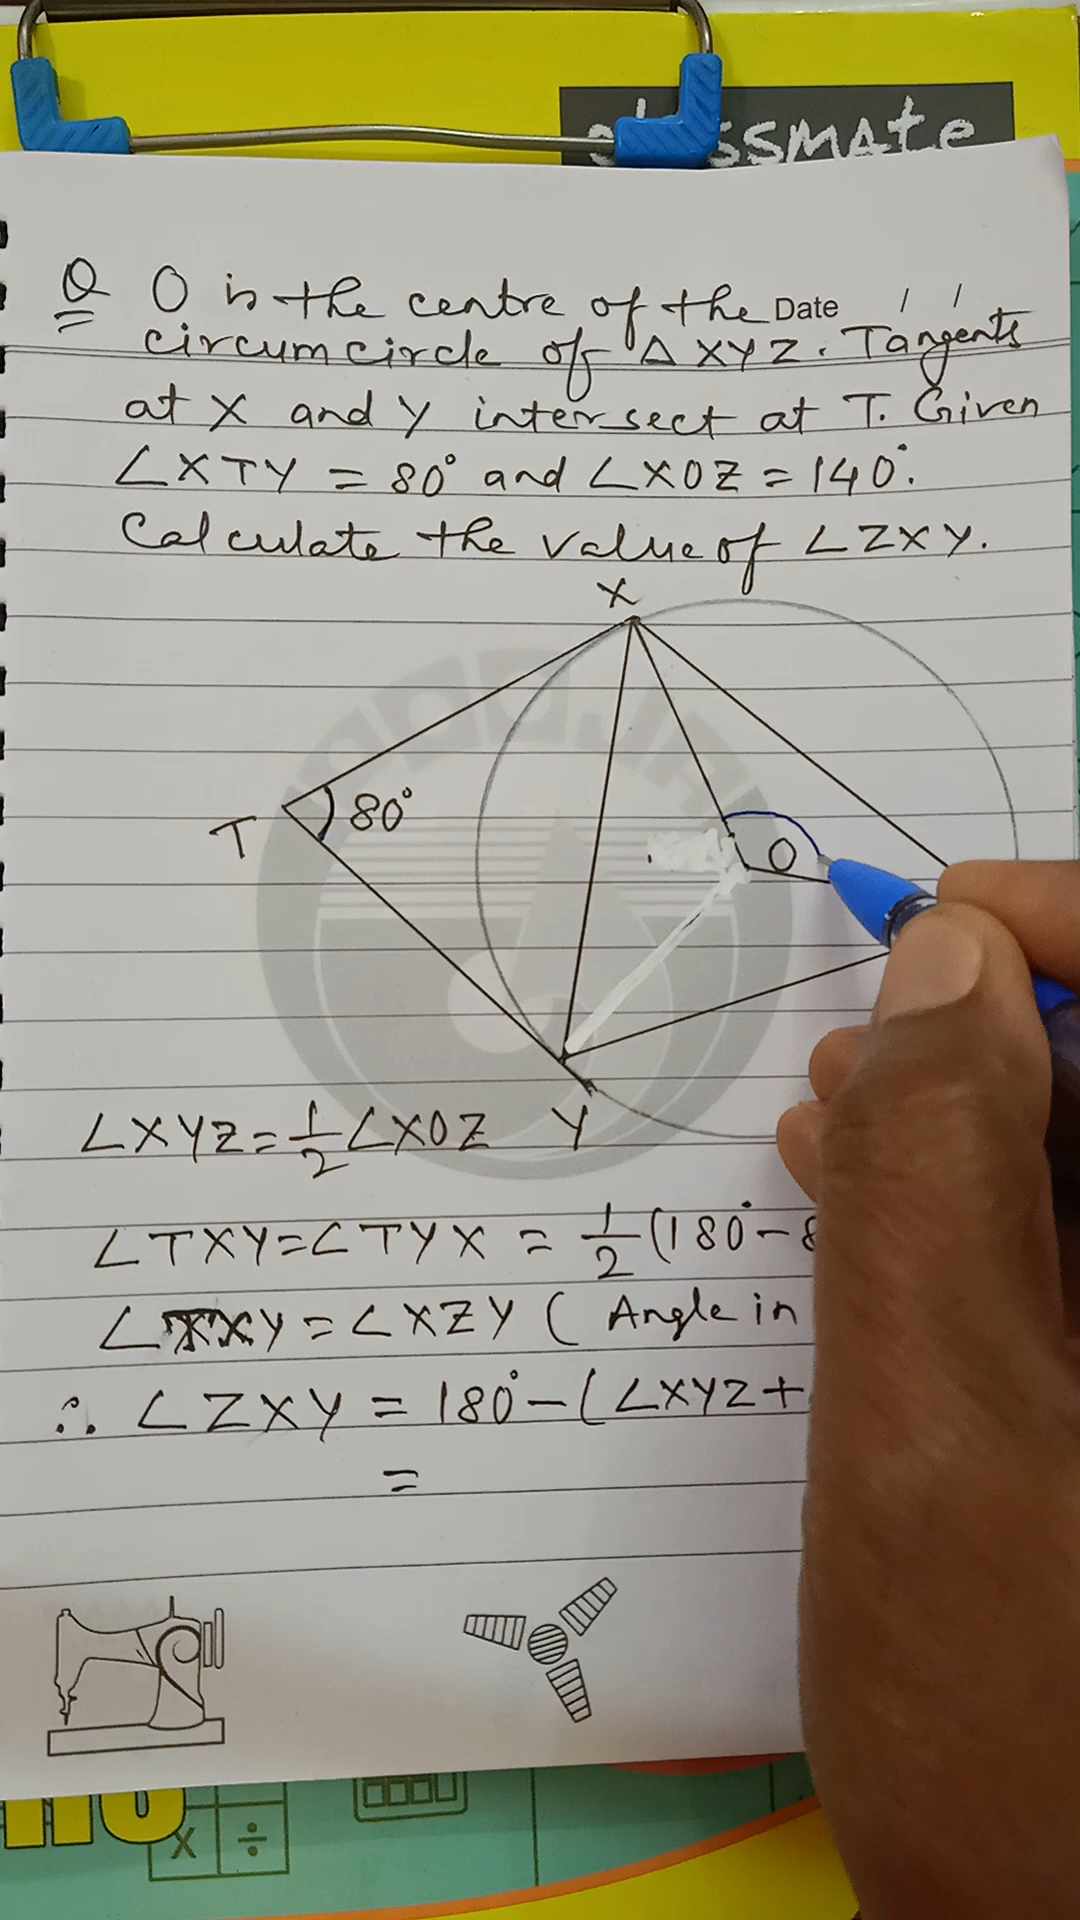 classmate
Q O is the centre of the Date / /
circumcircle of △XYZ. Tangents
at X and Y intersect at T. Given
∠XTY = 80° and ∠XOZ = 140°.
Calculate the value of ∠ZXY.
X
T 80° O
∠XYZ = 1/2 ∠XOZ Y
∠TXY = ∠TYX = 1/2 (180° - 8
∠TXY = ∠XZY ( Angle in
∴ ∠ZXY = 180° - (∠XYZ +
=
x ÷